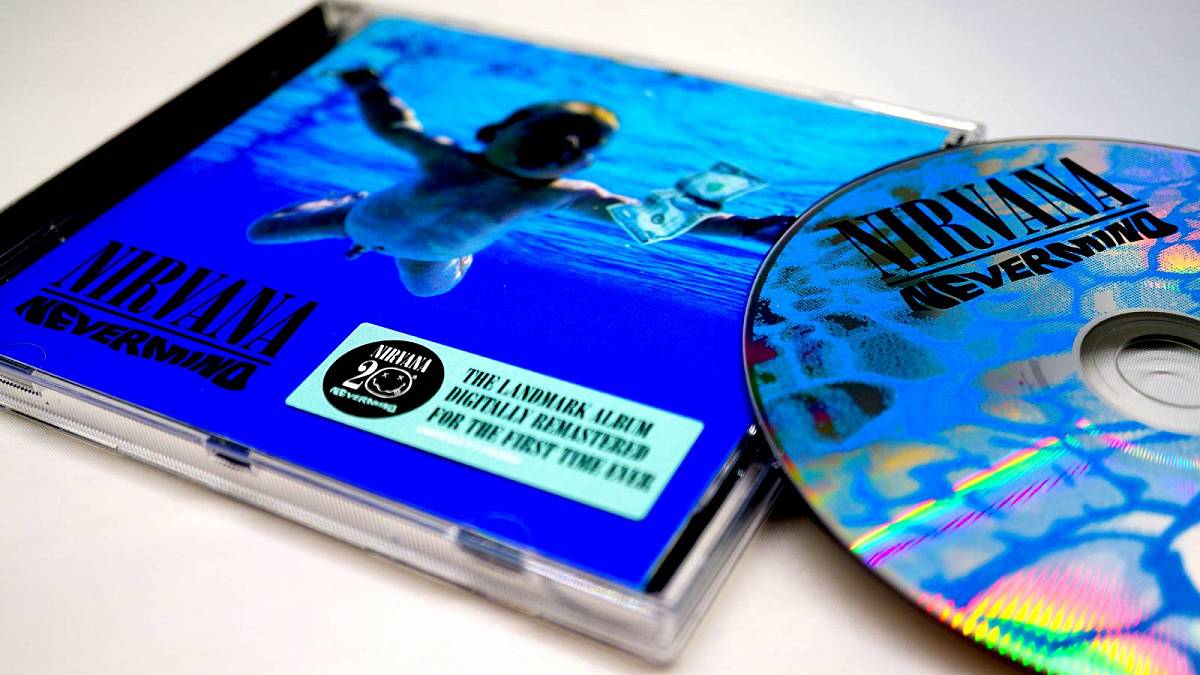 NIRVANA
NEVERMIND
NIRVANA
20
NEVERMIND
THE LANDMARK ALBUM
DIGITALLY REMASTERED
FOR THE FIRST TIME EVER
NIRVANA
NEVERMIND